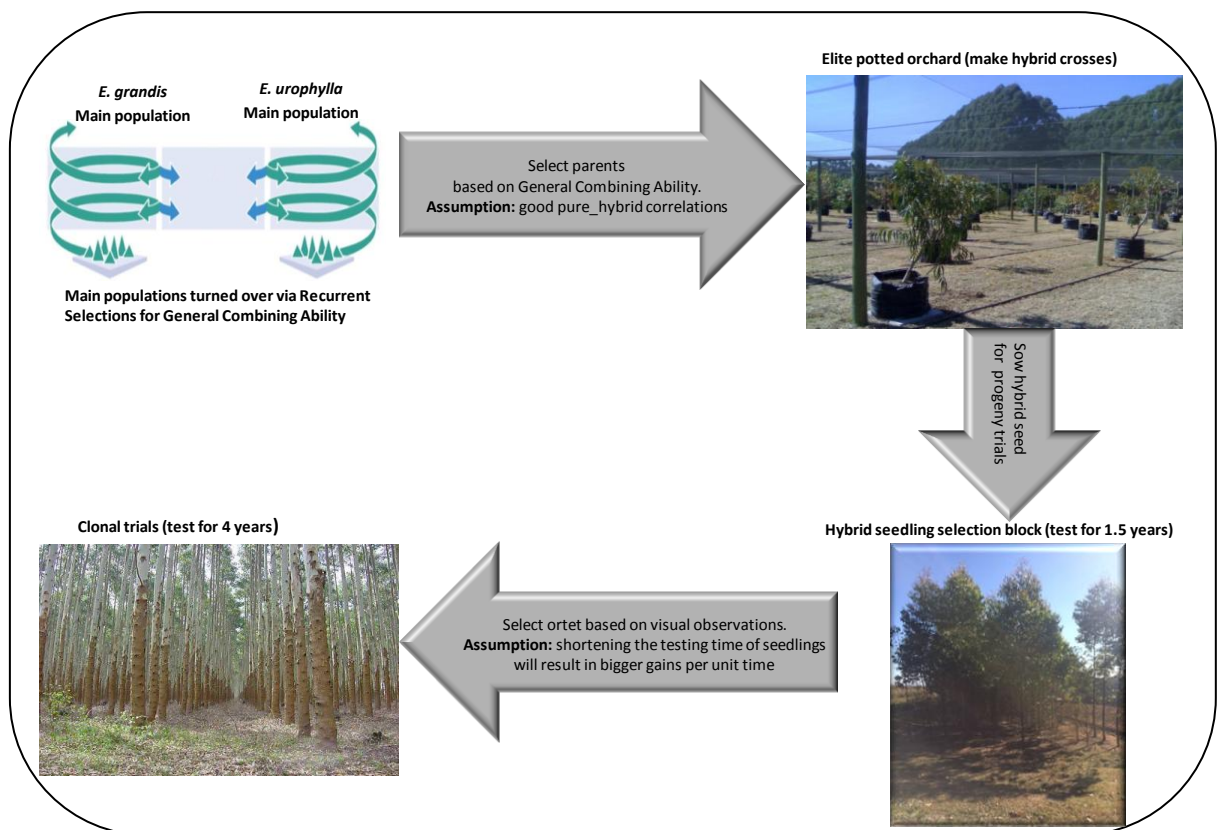 E. grandis
Main population
E. urophylla
Main population
Main populations turned over via Recurrent
Selections for General Combining Ability
Select parents
based on General Combining Ability.
Assumption: good pure_hybrid correlations
Elite potted orchard (make hybrid crosses)
Sow hybrid seed
for progeny trials
Hybrid seedling selection block (test for 1.5 years)
Select ortet based on visual observations.
Assumption: shortening the testing time of seedlings
will result in bigger gains per unit time
Clonal trials (test for 4 years)